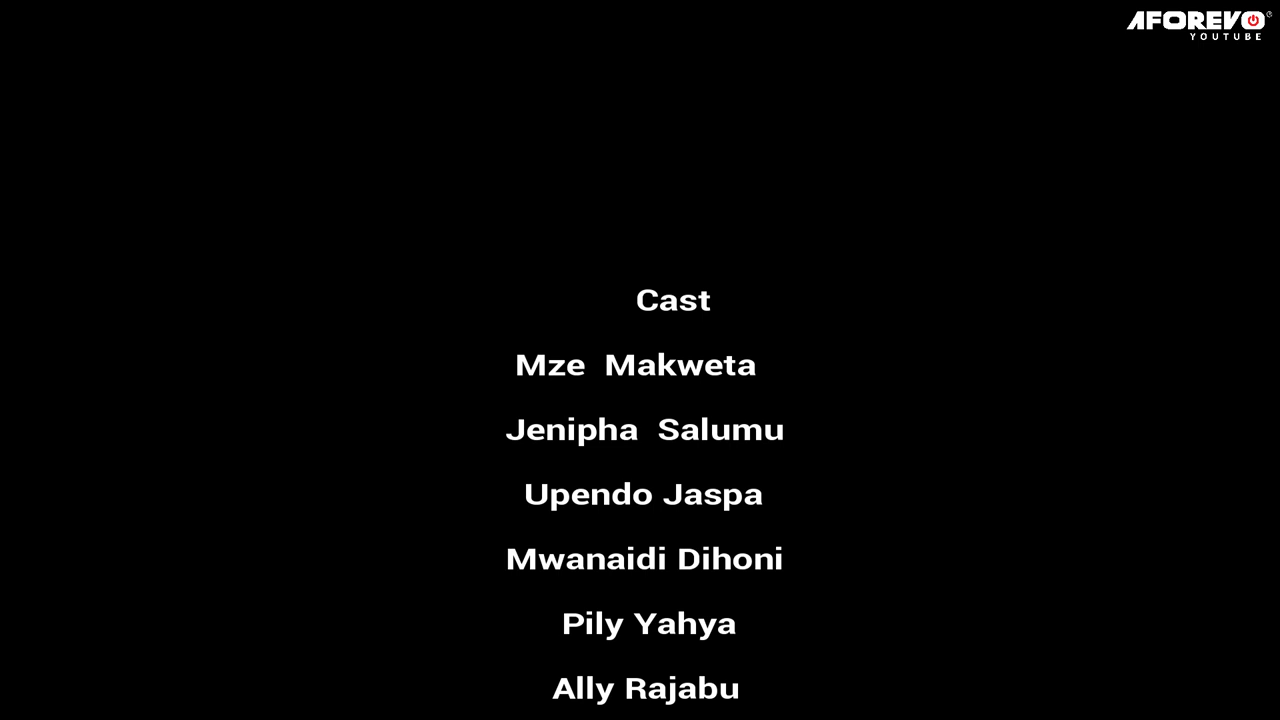 AFOREVO
YOUTUBE
Cast
Mze Makweta
Jenipha Salumu
Upendo Jaspa
Mwanaidi Dihoni
Pily Yahya
Ally Rajabu